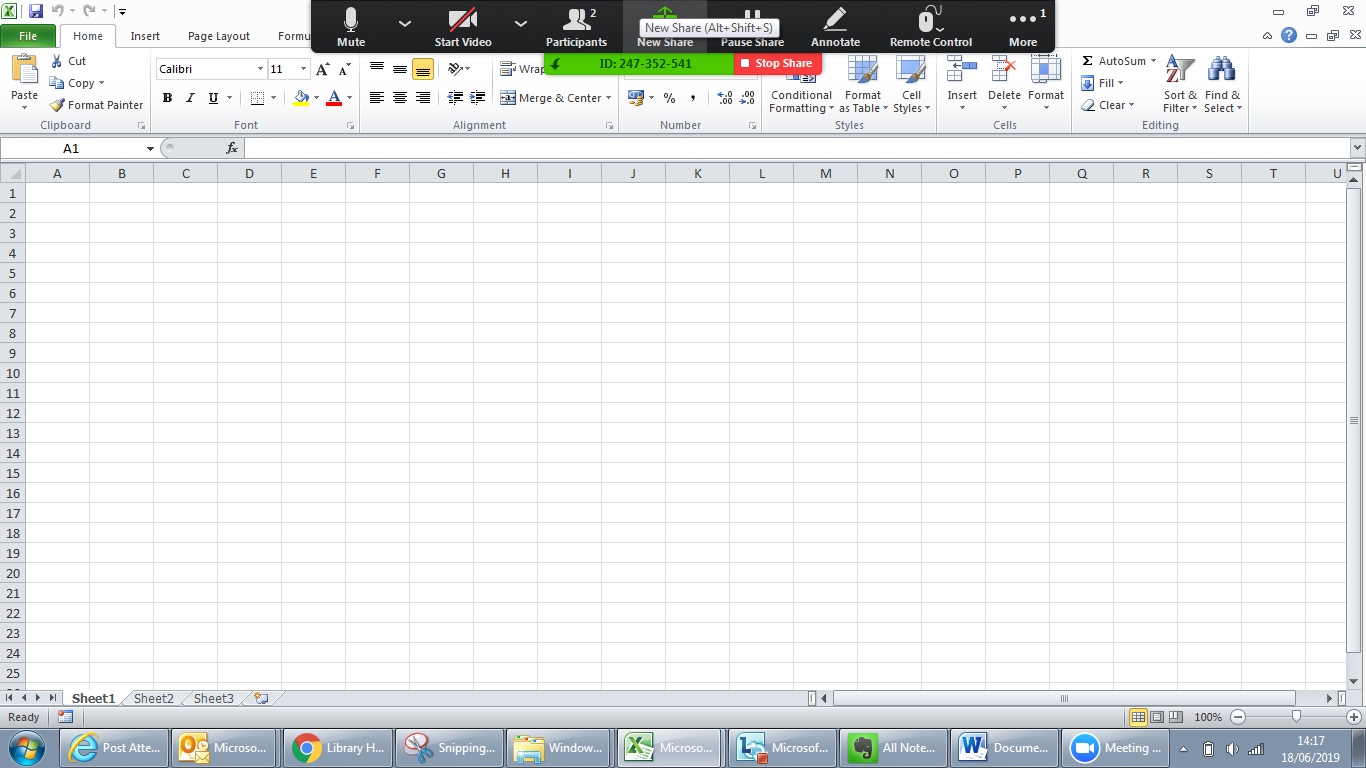 Mute
Start Video
2
Participants
New Share
Pause Share
Annotate
Remote Control
1
More
New Share (Alt+Shift+S)
ID: 247-352-541
Stop Share
File
Home
Insert
Page Layout
Formu
Paste
Cut
Copy
Format Painter
Clipboard
Calibri
11
B I U
Font
Wrap
Merge & Center
Alignment
%
Number
Conditional
Formatting
Format
as Table
Cell
Styles
Styles
Insert
Delete
Format
Cells
Σ AutoSum
Fill
Clear
Sort &
Filter
Find &
Select
Editing
A1
fx
A B C D E F G H I J K L M N O P Q R S T U
1
2
3
4
5
6
7
8
9
10
11
12
13
14
15
16
17
18
19
20
21
22
23
24
25
Sheet1
Sheet2
Sheet3
Ready
100%
Post Atte...
Microso...
Library H...
Snipping...
Window...
Microso...
Microsof...
All Note...
Docume...
Meeting ...
14:17
18/06/2019